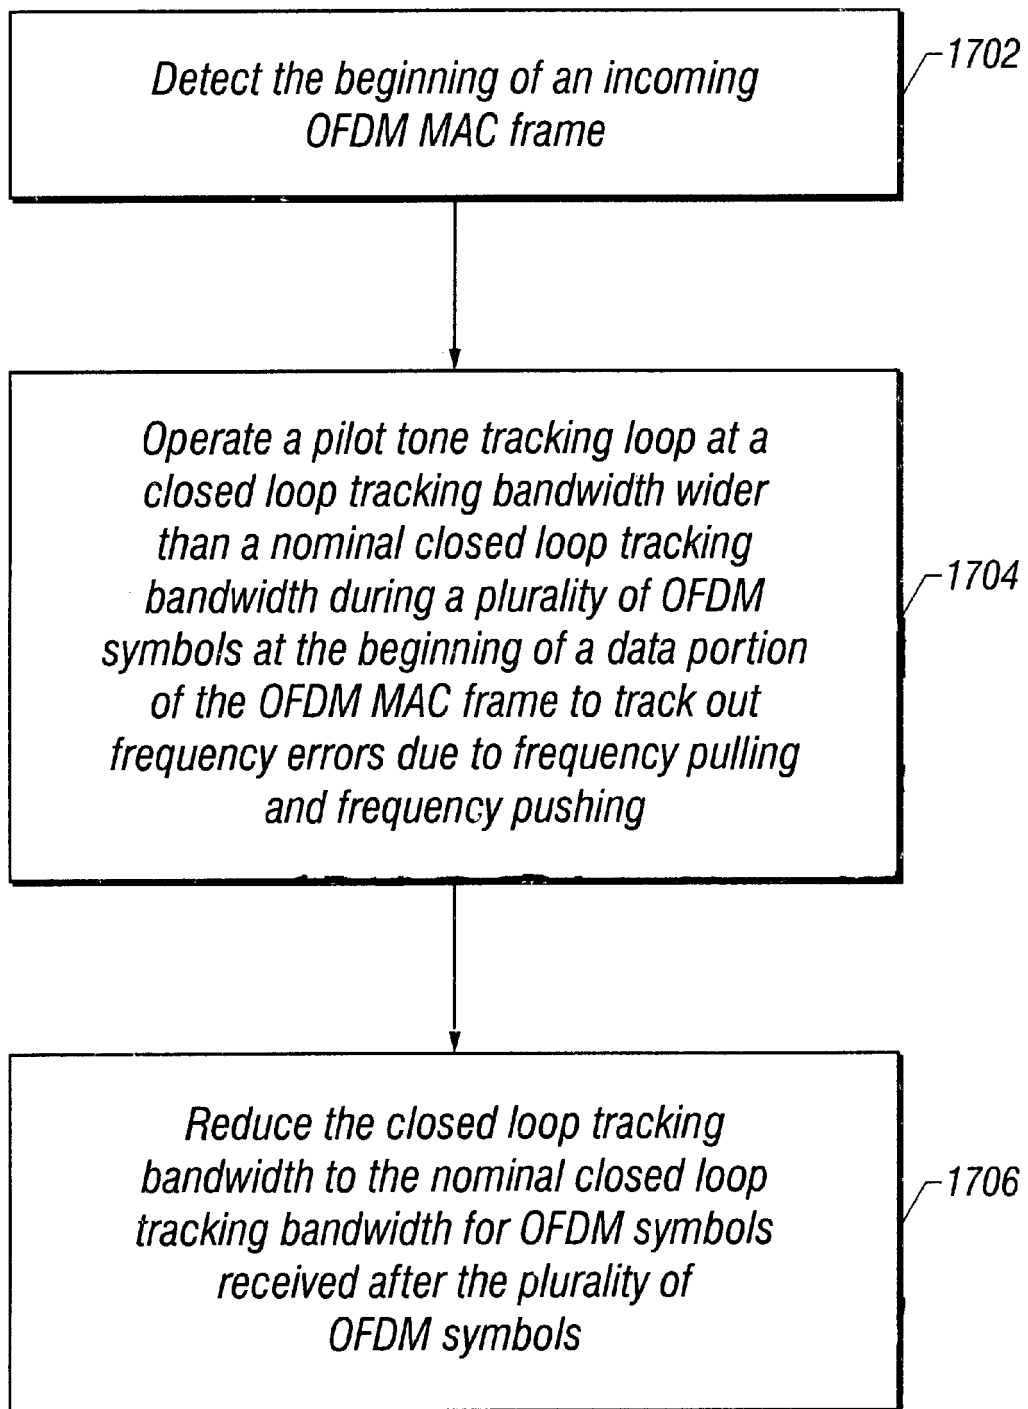 Detect the beginning of an incoming
OFDM MAC frame
1702
Operate a pilot tone tracking loop at a
closed loop tracking bandwidth wider
than a nominal closed loop tracking
bandwidth during a plurality of OFDM
symbols at the beginning of a data portion
of the OFDM MAC frame to track out
frequency errors due to frequency pulling
and frequency pushing
1704
Reduce the closed loop tracking
bandwidth to the nominal closed loop
tracking bandwidth for OFDM symbols
received after the plurality of
OFDM symbols
1706